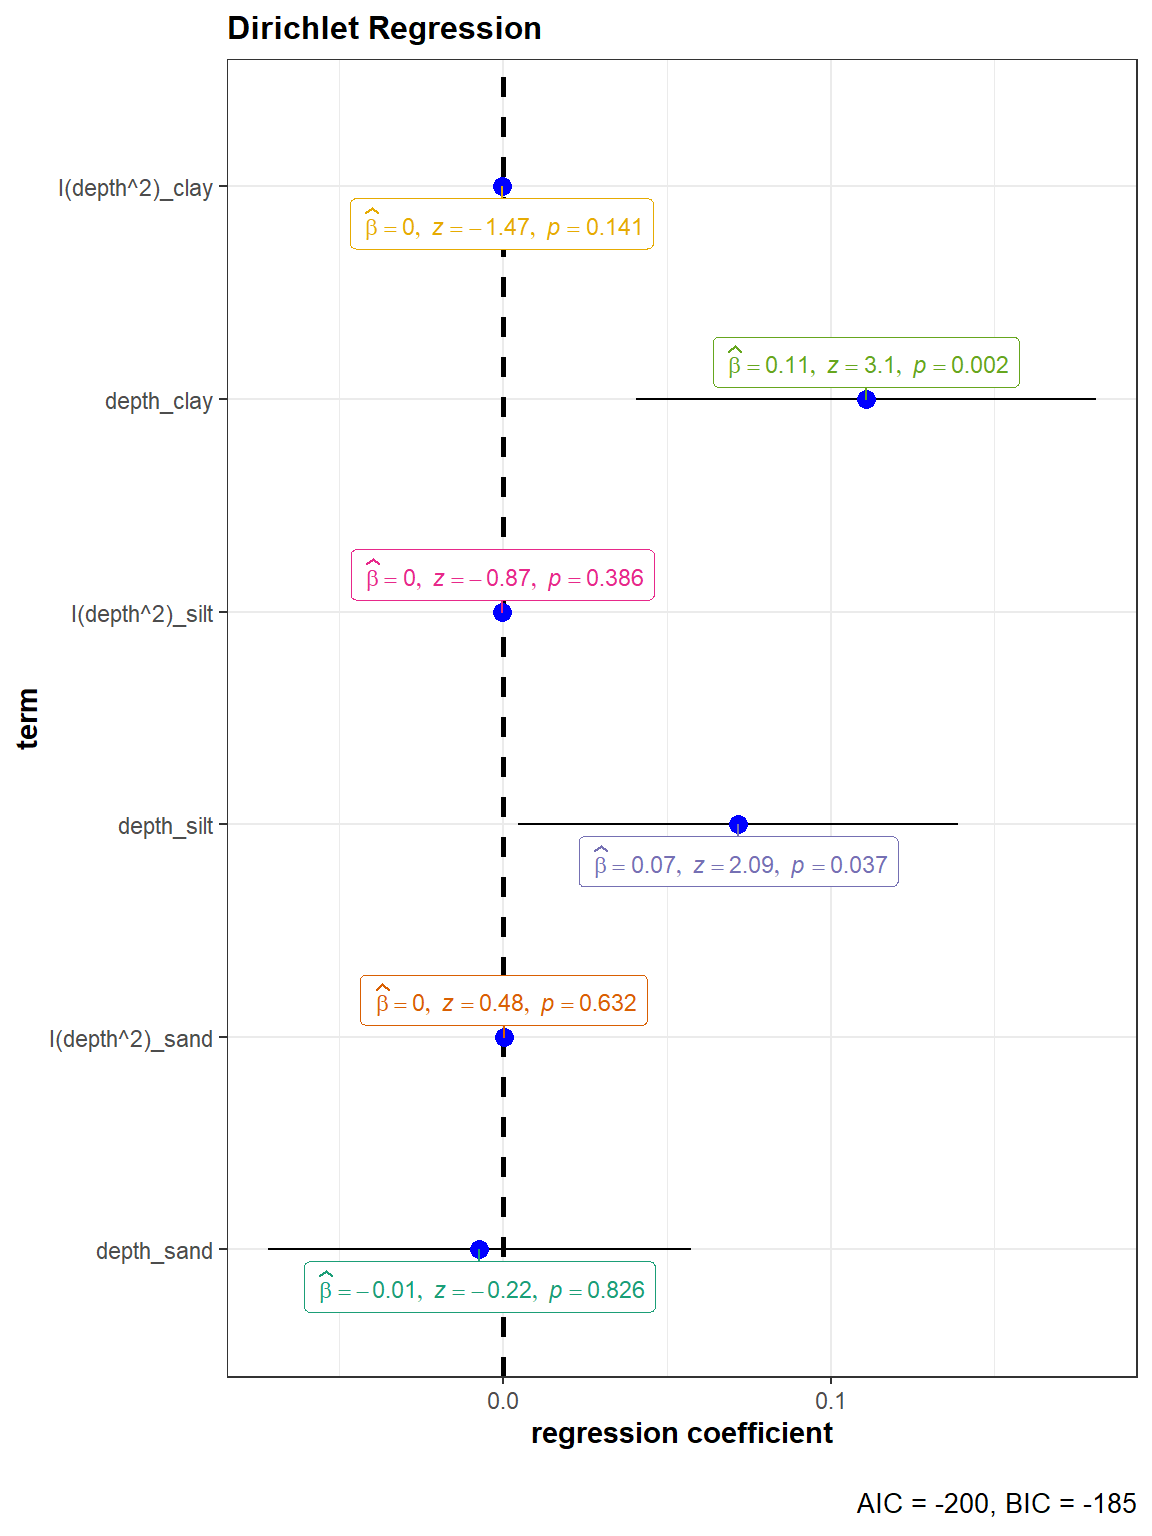 Dirichlet Regression
I(depth^2)_clay
β̂ = 0, z = −1.47, p = 0.141
β̂ = 0.11, z = 3.1, p = 0.002
depth_clay
β̂ = 0, z = −0.87, p = 0.386
I(depth^2)_silt
term
depth_silt
β̂ = 0.07, z = 2.09, p = 0.037
β̂ = 0, z = 0.48, p = 0.632
I(depth^2)_sand
depth_sand
β̂ = −0.01, z = −0.22, p = 0.826
0.0 0.1
regression coefficient
AIC = -200, BIC = -185